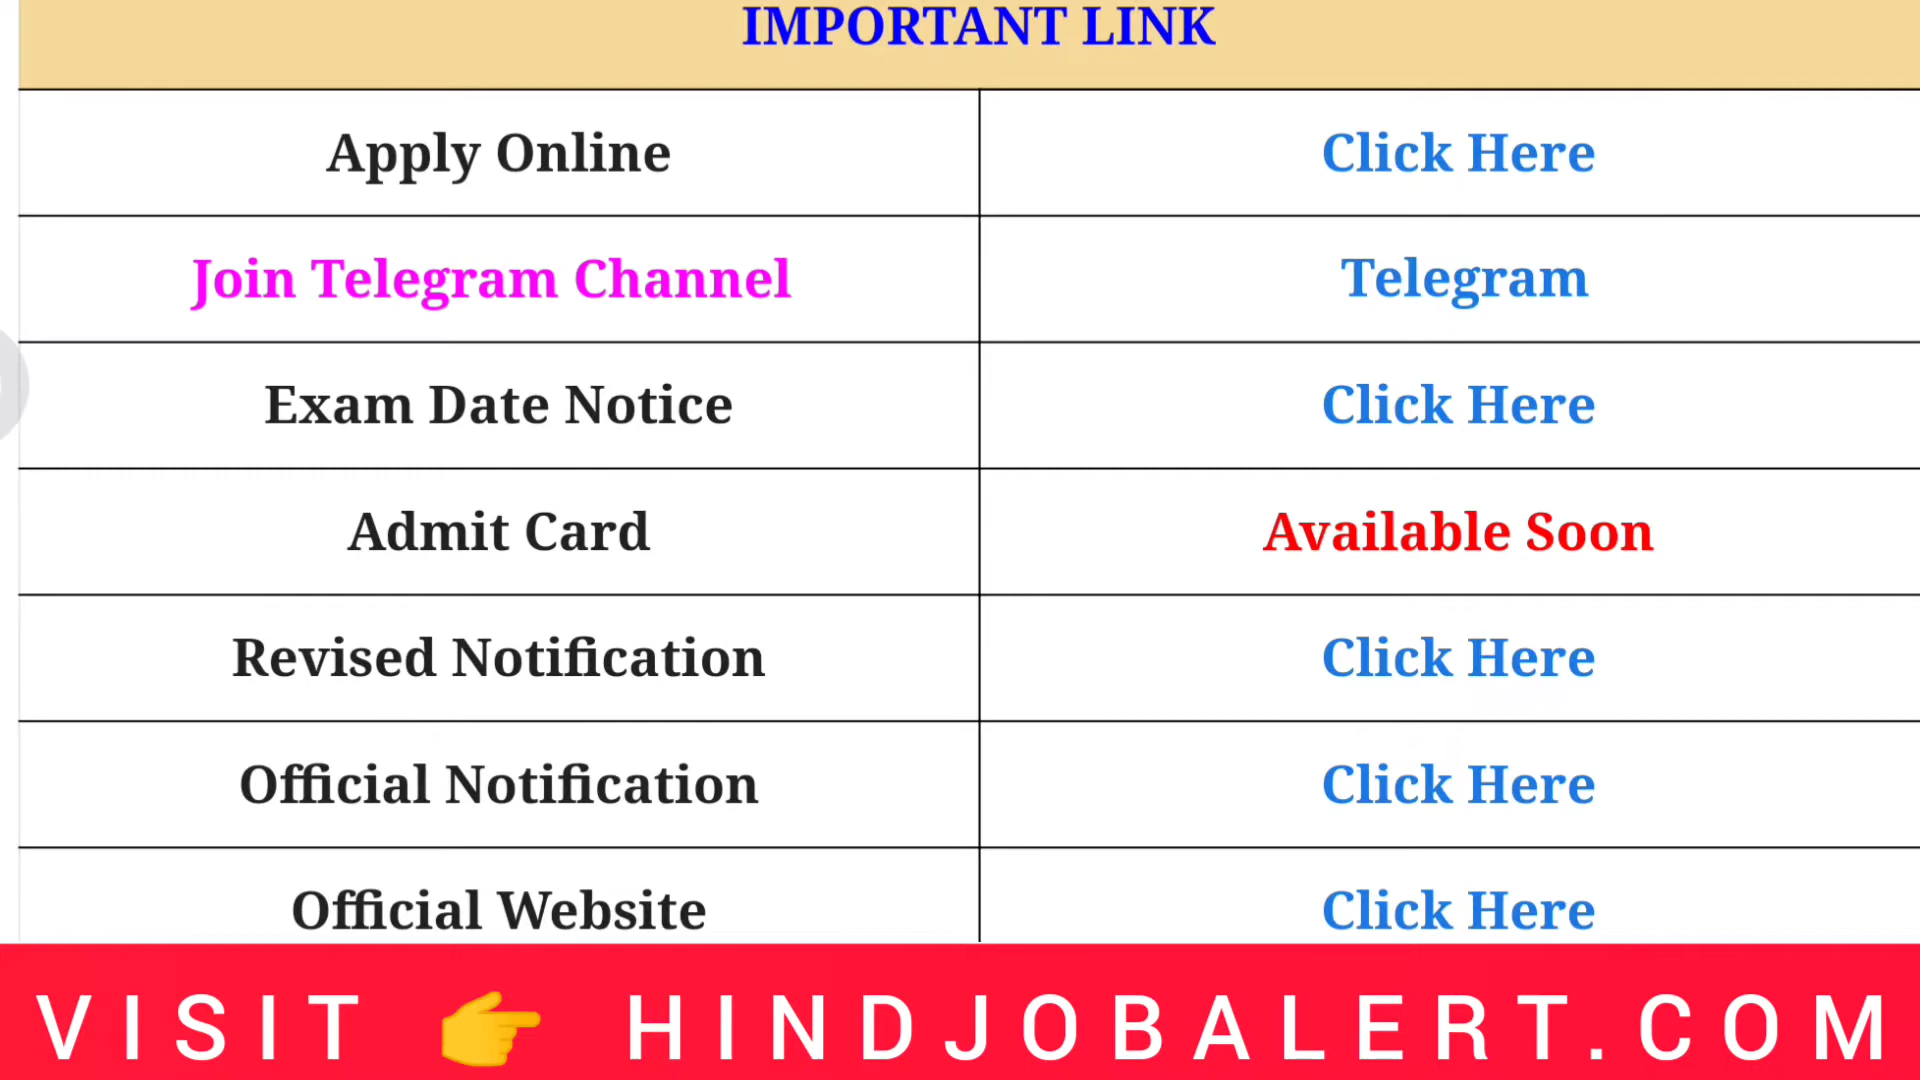 IMPORTANT LINK
Apply Online Click Here
Join Telegram Channel Telegram
Exam Date Notice Click Here
Admit Card Available Soon
Revised Notification Click Here
Official Notification Click Here
Official Website Click Here
VISIT 👉 HINDJOBALERT.COM